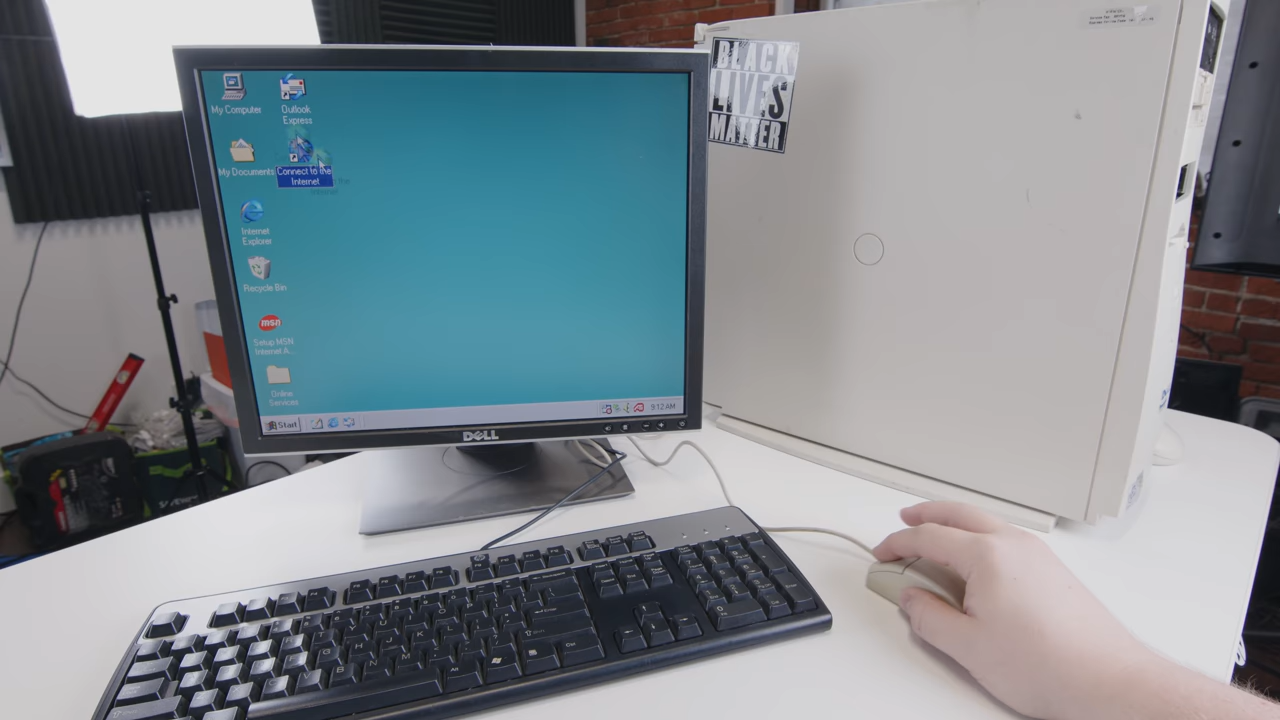 My Computer
Outlook
Express
My Documents
Connect to the
Internet
Internet
Explorer
Recycle Bin
msn
Setup MSN
Internet A...
Online
Services
Start
9:12 AM
DELL
BLACK
LIVES
MATTER